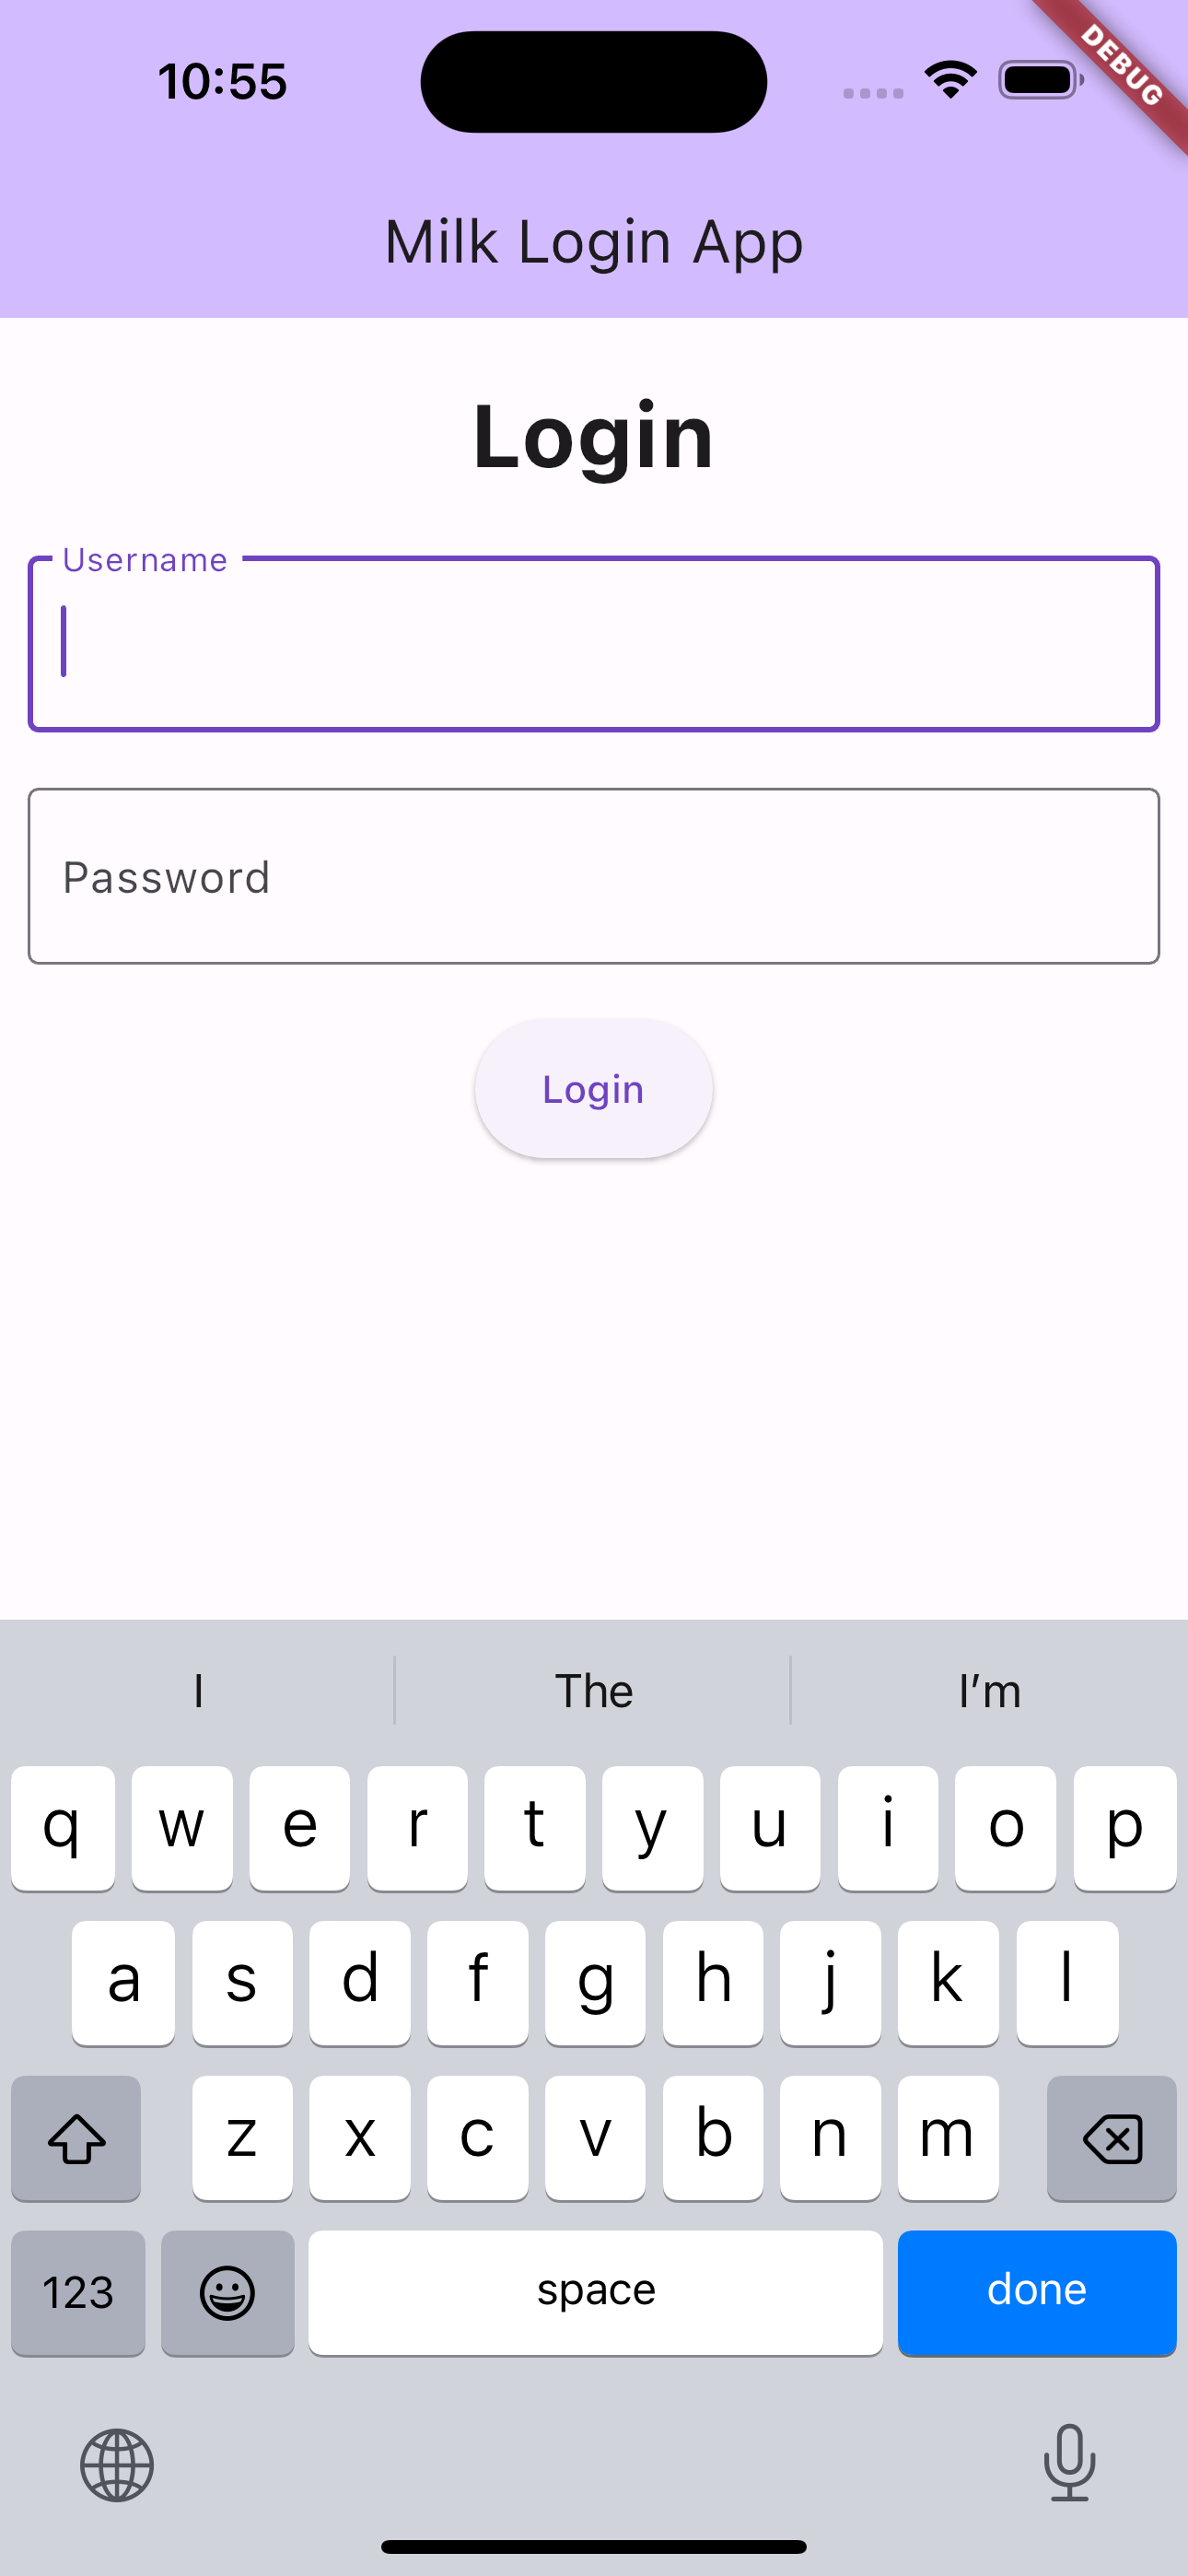 10:55
DEBUG
Milk Login App
Login
Username
Password
Login
I The I’m
q w e r t y u i o p
a s d f g h j k l
z x c v b n m
123 space done